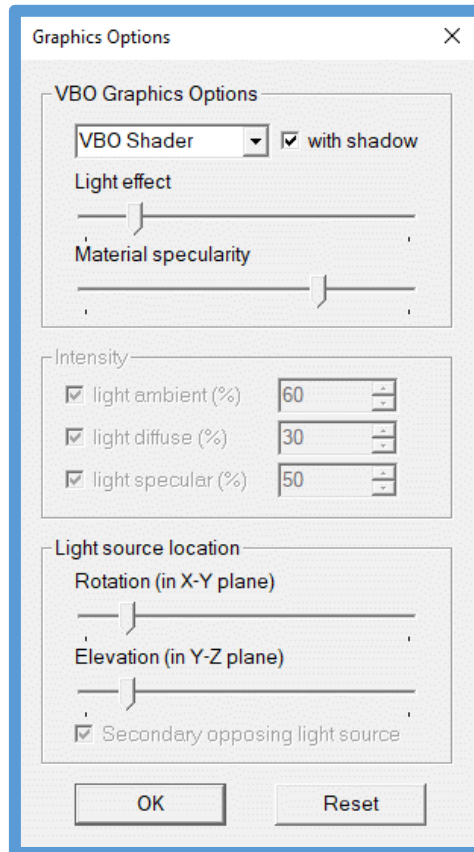 Graphics Options
VBO Graphics Options
VBO Shader with shadow
Light effect
Material specularity
Intensity
light ambient (%) 60
light diffuse (%) 30
light specular (%) 50
Light source location
Rotation (in X-Y plane)
Elevation (in Y-Z plane)
Secondary opposing light source
OK Reset